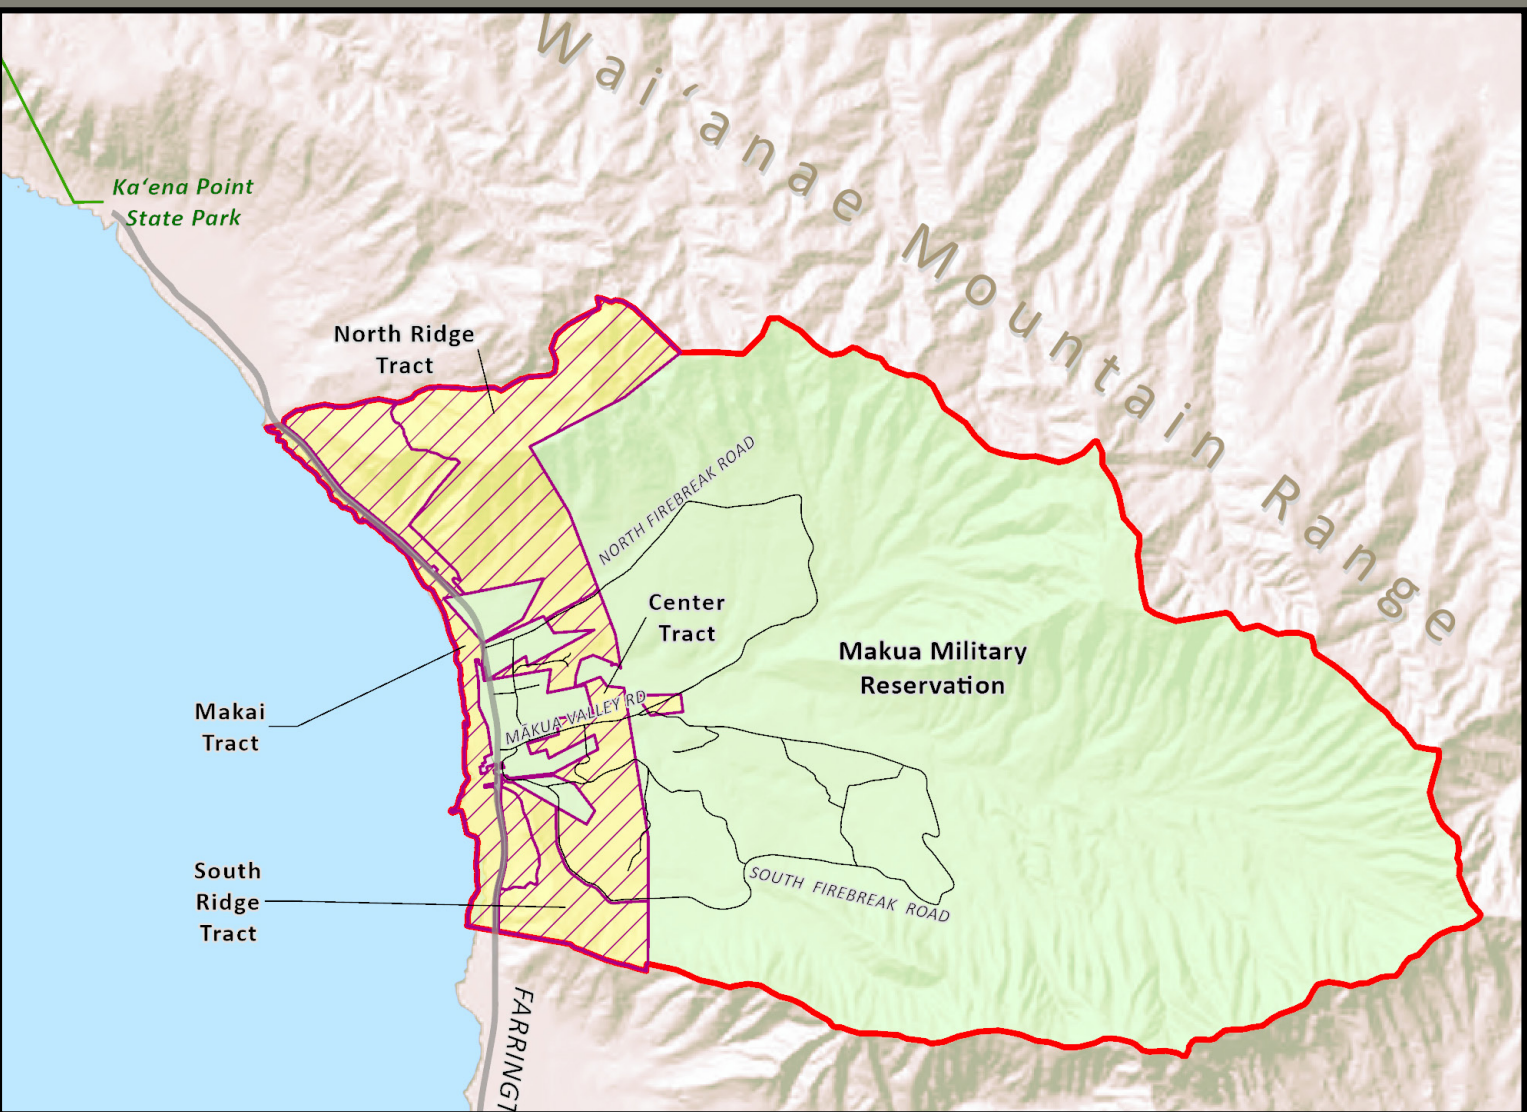 Wai‘anae Mountain Range
Ka‘ena Point
State Park
North Ridge
Tract
NORTH FIREBREAK ROAD
Center
Tract
Makua Military
Reservation
Makai
Tract
MĀKUA VALLEY RD
South
Ridge
Tract
SOUTH FIREBREAK ROAD
FARRINGT